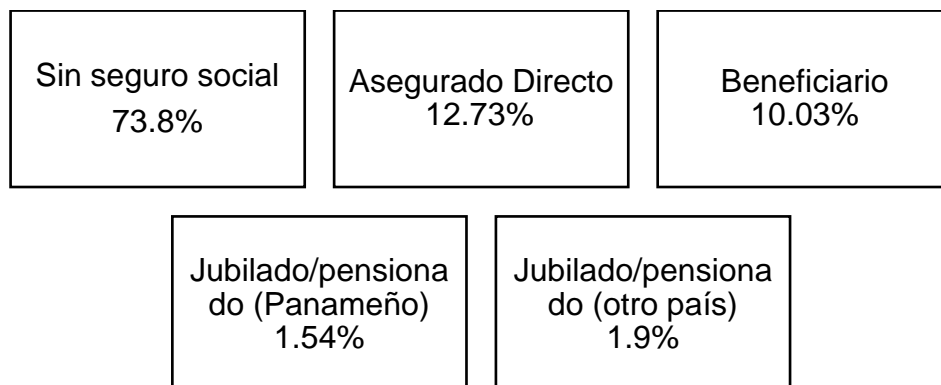 Sin seguro social
73.8%
Asegurado Directo
12.73%
Beneficiario
10.03%
Jubilado/pensiona
do (Panameño)
1.54%
Jubilado/pensiona
do (otro país)
1.9%